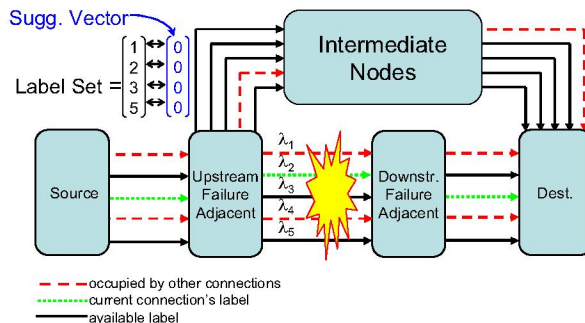 Sugg. Vector
Label Set = 1 0
2 0
3 0
5 0
Intermediate
Nodes
Source
Upstream
Failure
Adjacent
λ1
λ2
λ3
λ4
λ5
Downstr.
Failure
Adjacent
Dest.
occupied by other connections
current connection's label
available label